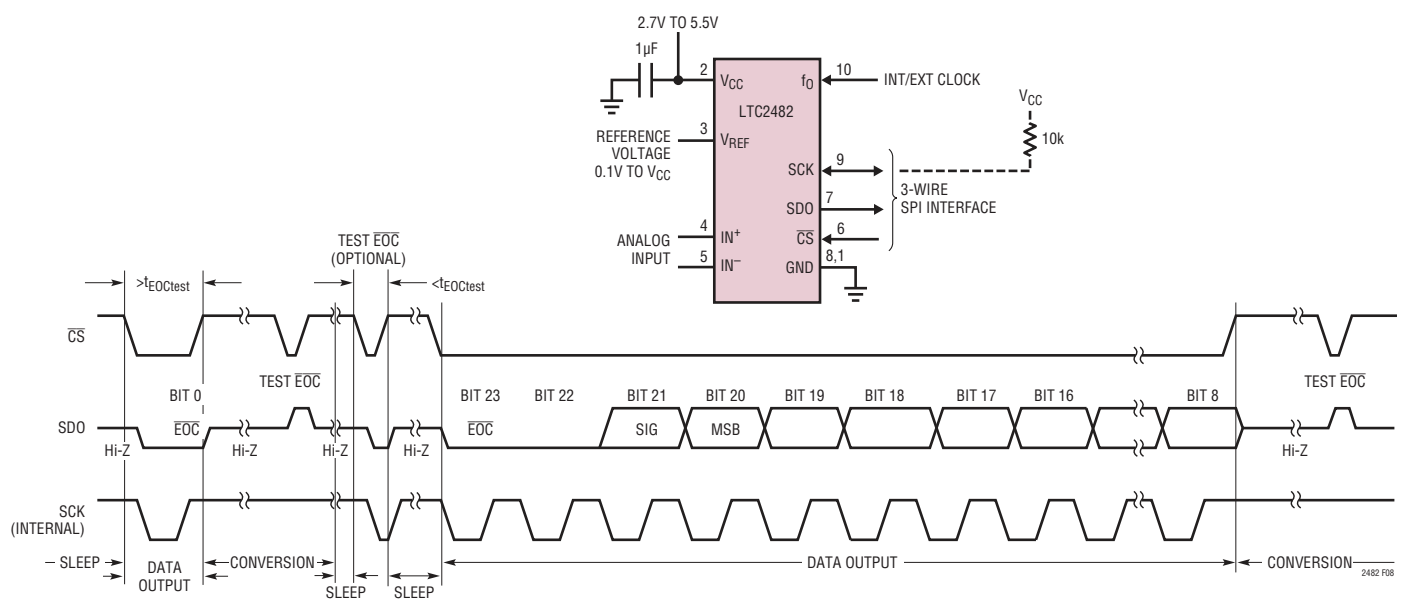 2.7V TO 5.5V
1µF
2
VCC
fO
10
INT/EXT CLOCK
LTC2482
VCC
10k
REFERENCE
VOLTAGE
0.1V TO VCC
3
VREF
SCK
9
3-WIRE
SPI INTERFACE
SDO
7
ANALOG
INPUT
4
IN+
CS
6
5
IN–
GND
8,1
TEST EOC
(OPTIONAL)
>tEOCtest
<tEOCtest
CS
TEST EOC
TEST EOC
BIT 0
BIT 23
BIT 22
BIT 21
BIT 20
BIT 19
BIT 18
BIT 17
BIT 16
BIT 8
SDO
EOC
EOC
SIG
MSB
Hi-Z
Hi-Z
Hi-Z
Hi-Z
Hi-Z
SCK
(INTERNAL)
SLEEP
DATA
OUTPUT
CONVERSION
SLEEP
SLEEP
DATA OUTPUT
CONVERSION
2482 F08